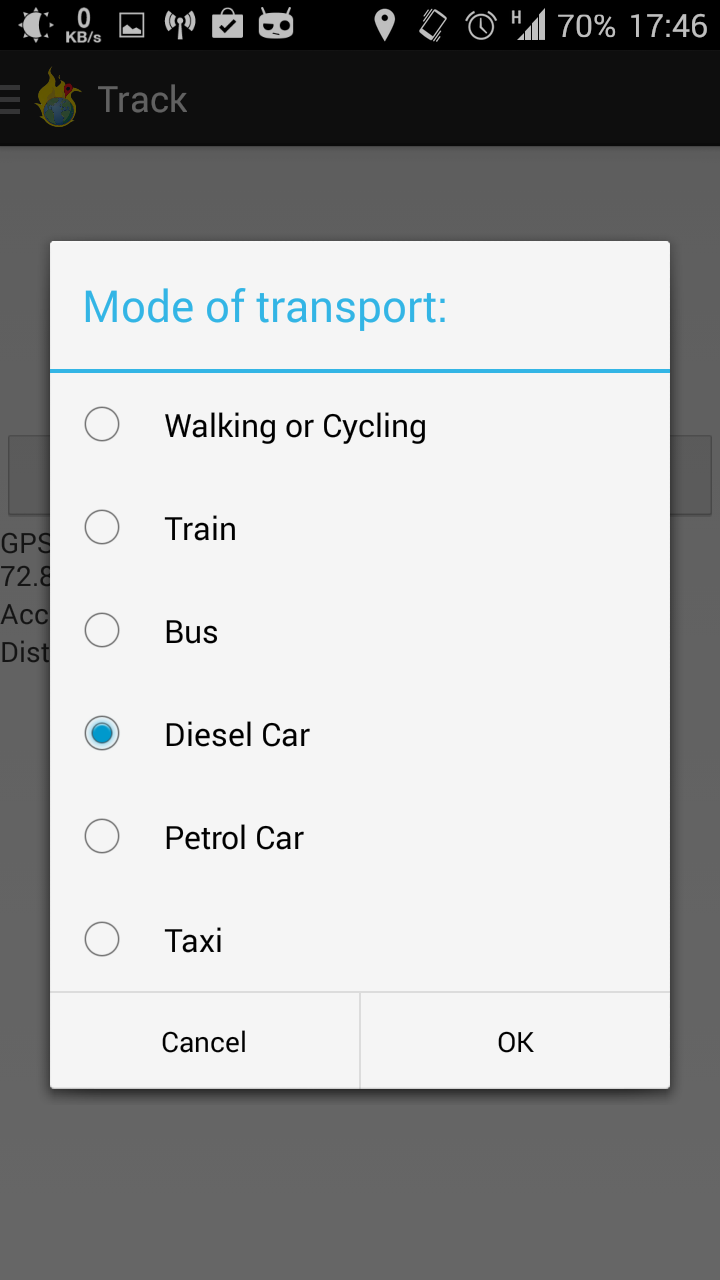 0
KB/s
H
70% 17:46
Track
Mode of transport:
Walking or Cycling
Train
Bus
Diesel Car
Petrol Car
Taxi
GPS
72.8
Acc
Dist
Cancel
OK